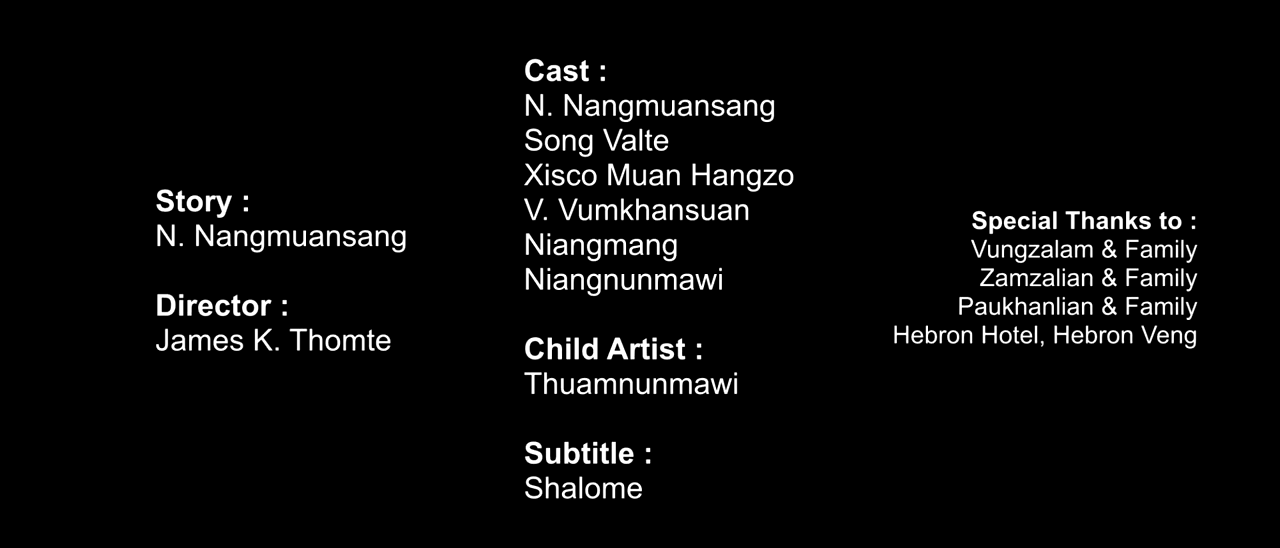 Story :
N. Nangmuansang
Director :
James K. Thomte
Cast :
N. Nangmuansang
Song Valte
Xisco Muan Hangzo
V. Vumkhansuan
Niangmang
Niangnunmawi
Child Artist :
Thuamnunmawi
Subtitle :
Shalome
Special Thanks to :
Vungzalam & Family
Zamzalian & Family
Paukhanlian & Family
Hebron Hotel, Hebron Veng